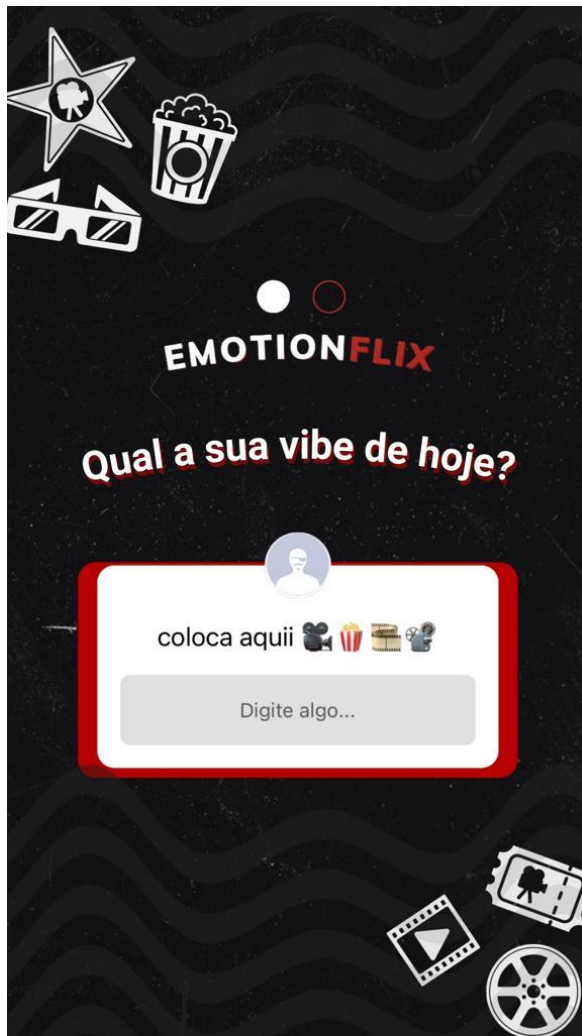 EMOTIONFLIX
Qual a sua vibe de hoje?
coloca aquii 🎥🍿🎞️📽️
Digite algo...